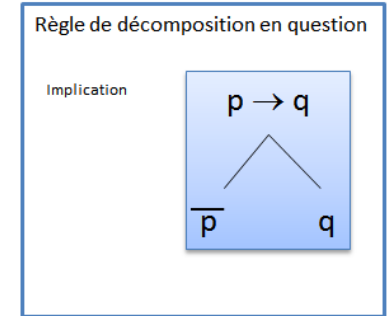 Règle de décomposition en question
Implication
p → q
p̅ q